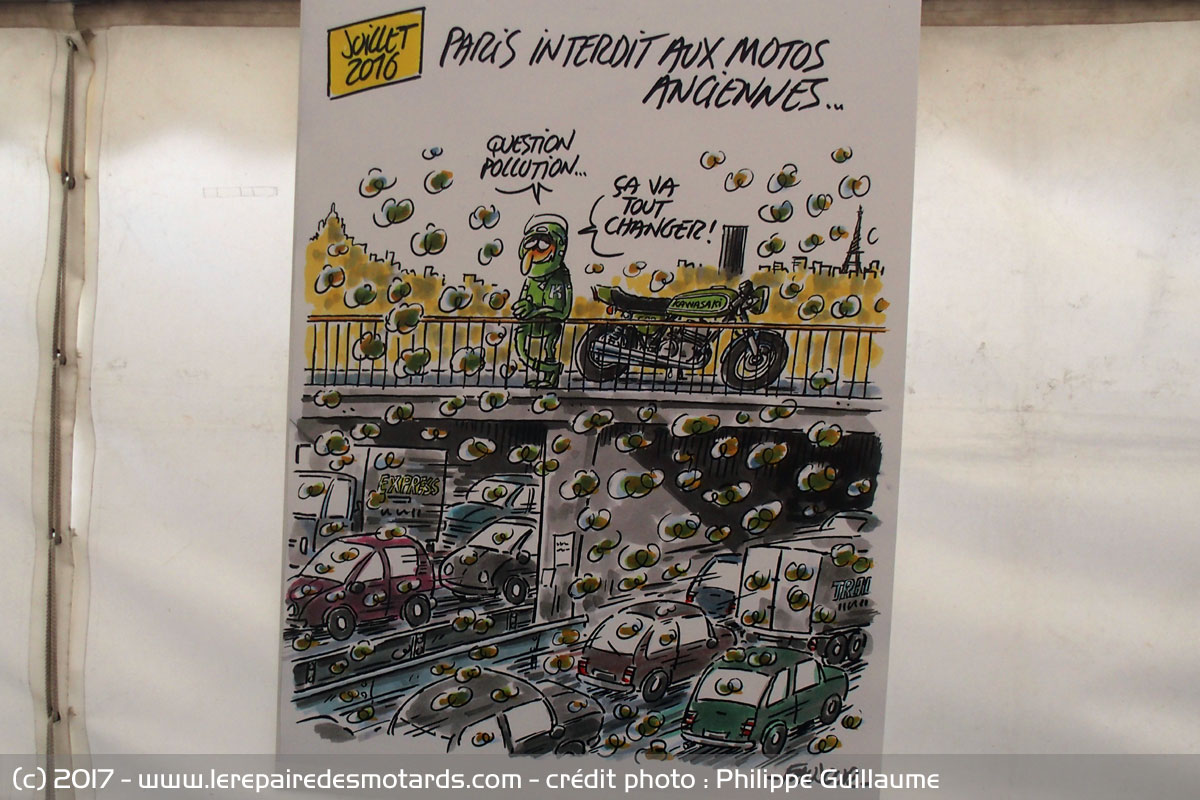 JUILLET
2016
PARIS INTERDIT AUX MOTOS
ANCIENNES...
QUESTION
POLLUTION...
ÇA VA
TOUT
CHANGER!
KAWASAKI
K
EXPRESS
TRA
(c) 2017 - www.lerepairedesmotards.com - crédit photo : Philippe Guillaume